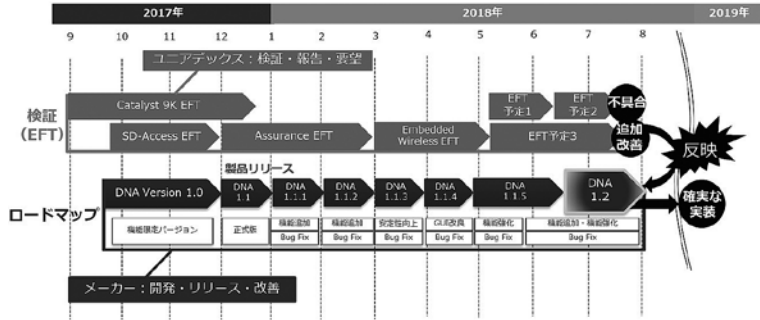 2017年
2018年
2019年
9 10 11 12 1 2 3 4 5 6 7 8
ユニアデックス：検証・報告・要望
Catalyst 9K EFT
EFT
予定1
EFT
予定2
不具合
検証
(EFT)
SD-Access EFT
Assurance EFT
Embedded
Wireless EFT
EFT予定3
追加
改善
反映
製品リリース
ロードマップ
DNA Version 1.0
DNA
1.1
DNA
1.1.1
DNA
1.1.2
DNA
1.1.3
DNA
1.1.4
DNA
1.1.5
DNA
1.2
確実な
実装
機能限定バージョン
正式版
機能追加
Bug Fix
機能追加
Bug Fix
安定性向上
Bug Fix
GUI改良
Bug Fix
機能強化
Bug Fix
機能追加・機能強化
Bug Fix
メーカー：開発・リリース・改善